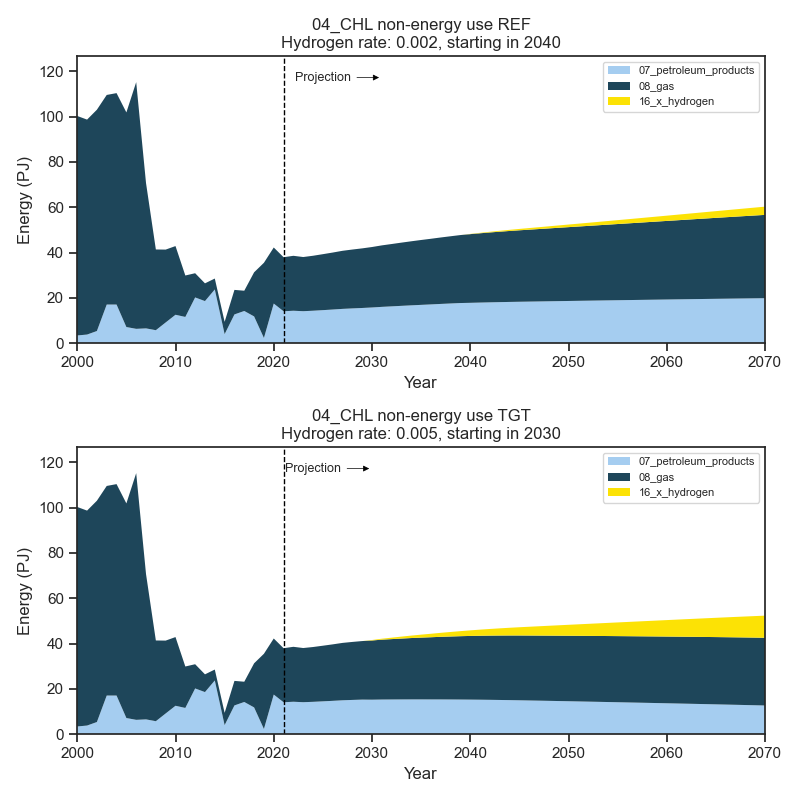 04_CHL non-energy use REF
Hydrogen rate: 0.002, starting in 2040
120
100
80
60
40
20
0
Energy (PJ)
Projection
07_petroleum_products
08_gas
16_x_hydrogen
2000 2010 2020 2030 2040 2050 2060 2070
Year
04_CHL non-energy use TGT
Hydrogen rate: 0.005, starting in 2030
120
100
80
60
40
20
0
Energy (PJ)
Projection
07_petroleum_products
08_gas
16_x_hydrogen
2000 2010 2020 2030 2040 2050 2060 2070
Year